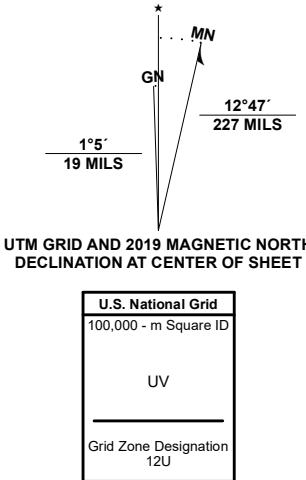 MN
GN
12°47´
227 MILS
1°5´
19 MILS
UTM GRID AND 2019 MAGNETIC NORTH
DECLINATION AT CENTER OF SHEET
U.S. National Grid
100,000 - m Square ID
UV
Grid Zone Designation
12U